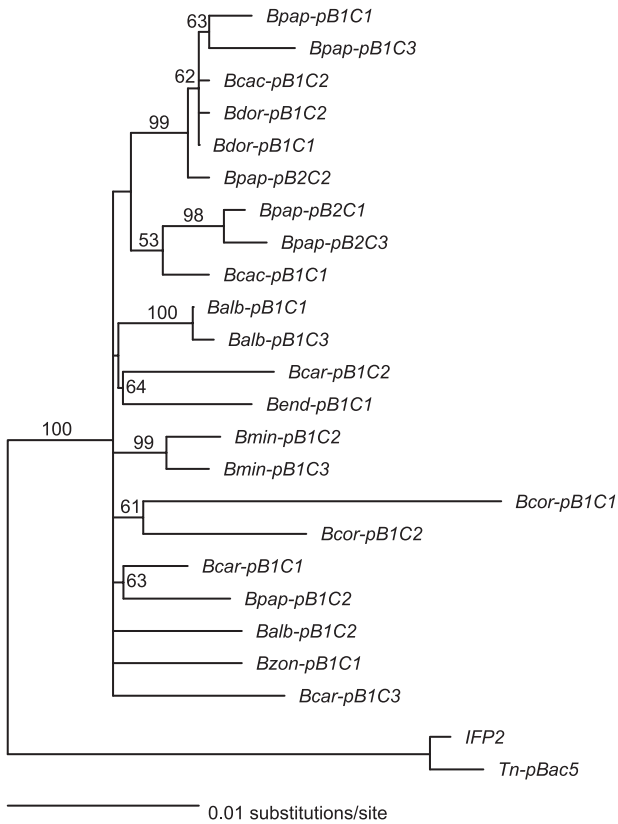 63
Bpap-pB1C1
Bpap-pB1C3
62
Bcac-pB1C2
Bdor-pB1C2
99
Bdor-pB1C1
Bpap-pB2C2
98
Bpap-pB2C1
53
Bpap-pB2C3
Bcac-pB1C1
100
Balb-pB1C1
Balb-pB1C3
Bcar-pB1C2
64
Bend-pB1C1
100
99
Bmin-pB1C2
Bmin-pB1C3
61
Bcor-pB1C1
Bcor-pB1C2
63
Bcar-pB1C1
Bpap-pB1C2
Balb-pB1C2
Bzon-pB1C1
Bcar-pB1C3
IFP2
Tn-pBac5
0.01 substitutions/site